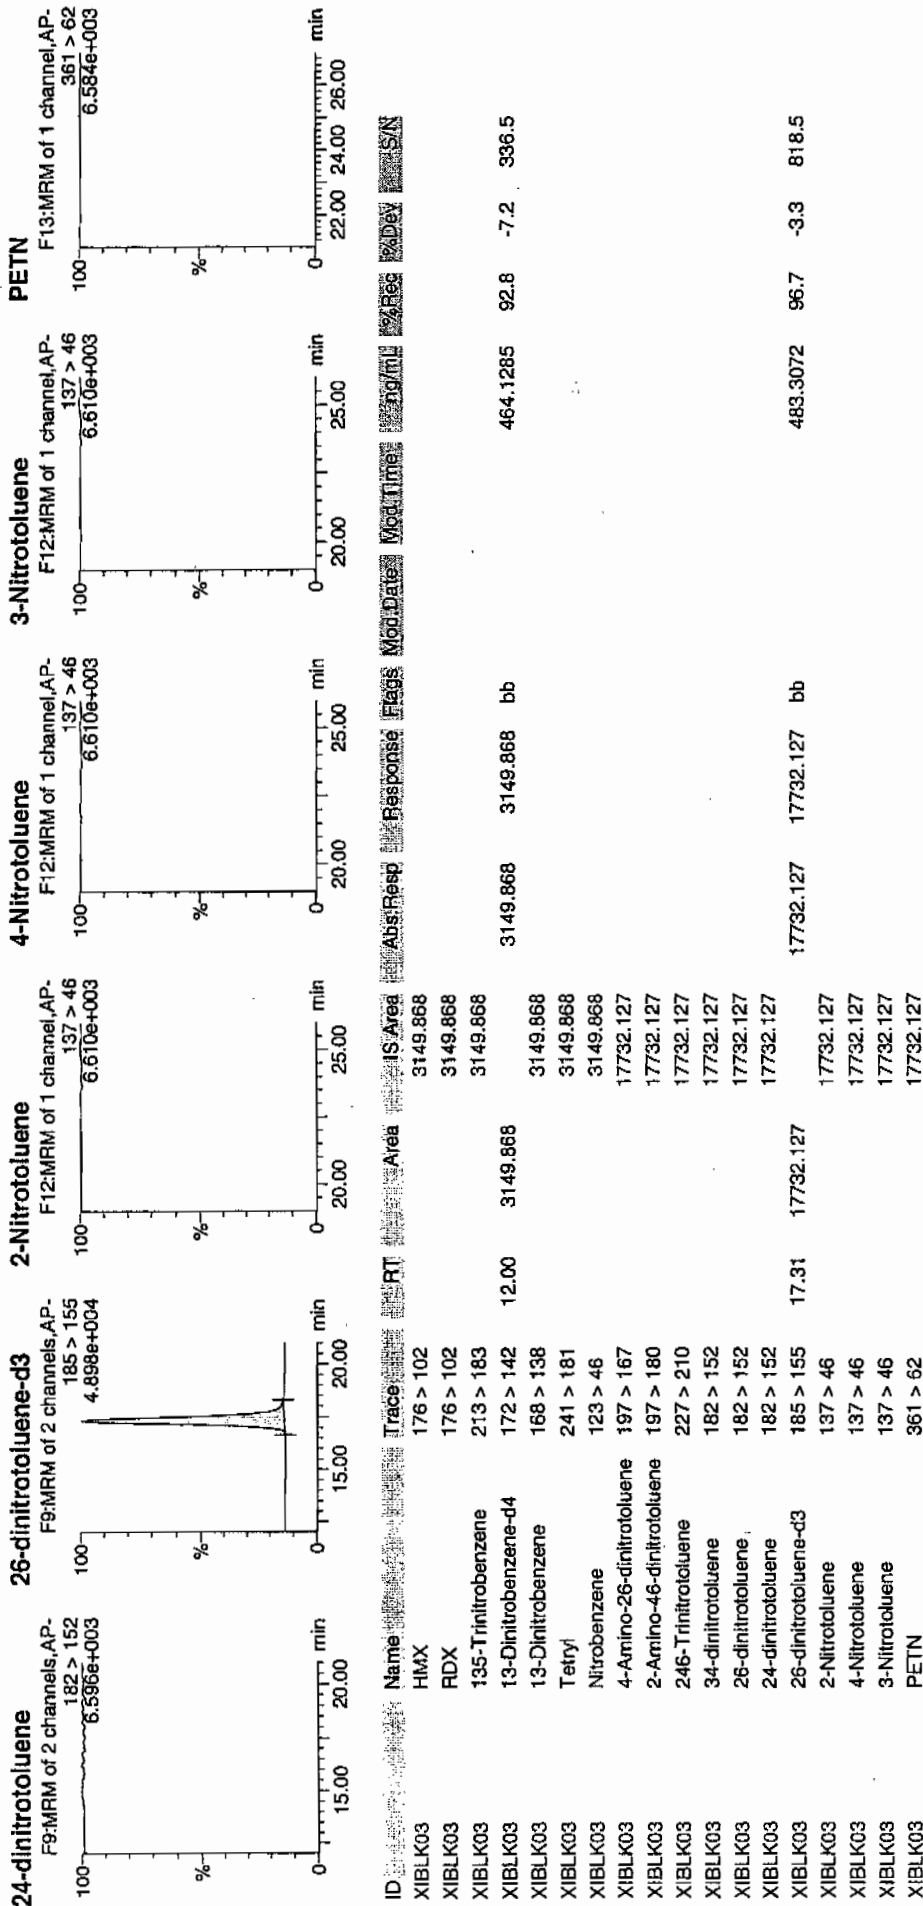 24-dinitrotoluene
F9:MRM of 2 channels,AP-
182 > 152
6.596e+003
100
%
0
15.00 20.00 min
26-dinitrotoluene-d3
F9:MRM of 2 channels,AP-
185 > 155
4.898e+004
100
%
0
15.00 20.00 min
2-Nitrotoluene
F12:MRM of 1 channel,AP-
137 > 46
6.610e+003
100
%
0
20.00 25.00 min
4-Nitrotoluene
F12:MRM of 1 channel,AP-
137 > 46
6.610e+003
100
%
0
20.00 25.00 min
3-Nitrotoluene
F12:MRM of 1 channel,AP-
137 > 46
6.610e+003
100
%
0
20.00 25.00 min
PETN
F13:MRM of 1 channel,AP-
361 > 62
6.584e+003
100
%
0
22.00 24.00 26.00 min
ID Name Trace RT Area IS Area Abs.Resp Response Flags Mod.Date Mod.Time ng/mL %Rec %Dev S/N
XIBLK03 HMX 176 > 102 3149.868
XIBLK03 RDX 176 > 102 3149.868
XIBLK03 135-Trinitrobenzene 213 > 183 3149.868
XIBLK03 13-Dinitrobenzene-d4 172 > 142 12.00 3149.868 3149.868 3149.868 bb 464.1285 92.8 -7.2 336.5
XIBLK03 13-Dinitrobenzene 168 > 138 3149.868
XIBLK03 Tetryl 241 > 181 3149.868
XIBLK03 Nitrobenzene 123 > 46 3149.868
XIBLK03 4-Amino-26-dinitrotoluene 197 > 167 17732.127
XIBLK03 2-Amino-46-dinitrotoluene 197 > 180 17732.127
XIBLK03 246-Trinitrotoluene 227 > 210 17732.127
XIBLK03 34-dinitrotoluene 182 > 152 17732.127
XIBLK03 26-dinitrotoluene 182 > 152 17732.127
XIBLK03 24-dinitrotoluene 182 > 152 17732.127
XIBLK03 26-dinitrotoluene-d3 185 > 155 17.31 17732.127 17732.127 17732.127 bb 483.3072 96.7 -3.3 818.5
XIBLK03 2-Nitrotoluene 137 > 46 17732.127
XIBLK03 4-Nitrotoluene 137 > 46 17732.127
XIBLK03 3-Nitrotoluene 137 > 46 17732.127
XIBLK03 PETN 361 > 62 17732.127